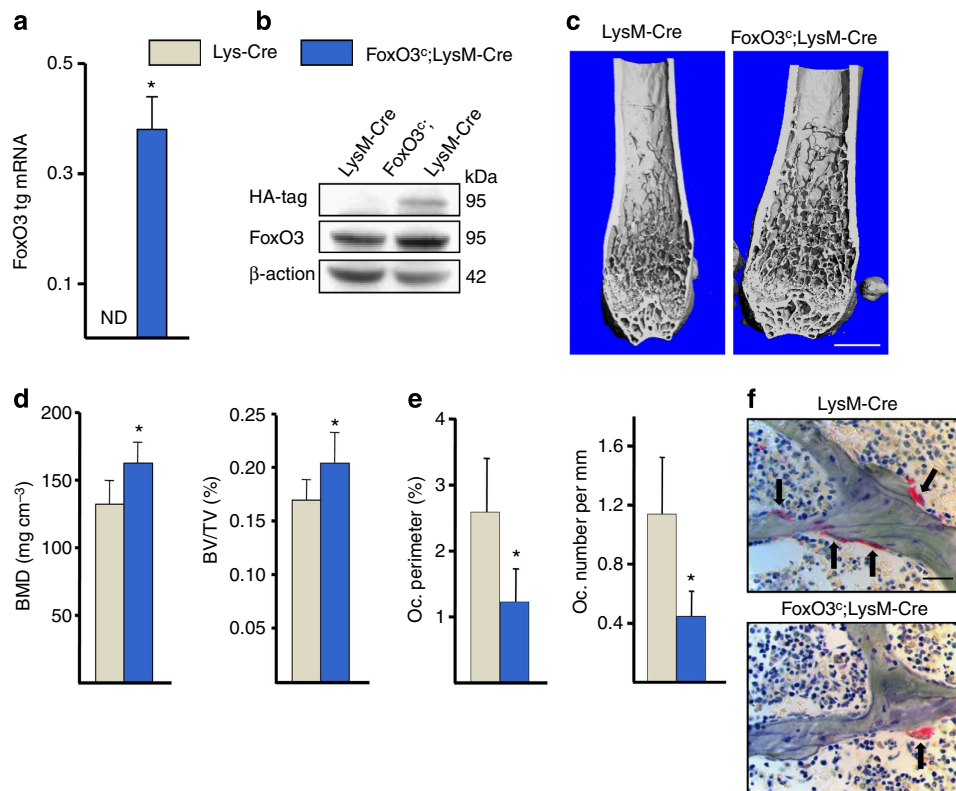 a
Lys-Cre
FoxO3ᶜ;LysM-Cre
FoxO3 tg mRNA
0.5
0.3
0.1
ND
*
b
LysM-Cre
FoxO3ᶜ;
LysM-Cre
kDa
HA-tag
95
FoxO3
95
β-action
42
c
LysM-Cre
FoxO3ᶜ;LysM-Cre
d
BMD (mg cm⁻³)
200
150
100
50
*
BV/TV (%)
0.25
0.20
0.15
0.10
0.05
*
e
Oc. perimeter (%)
4
3
2
1
*
Oc. number per mm
1.6
1.2
0.8
0.4
*
f
LysM-Cre
FoxO3ᶜ;LysM-Cre